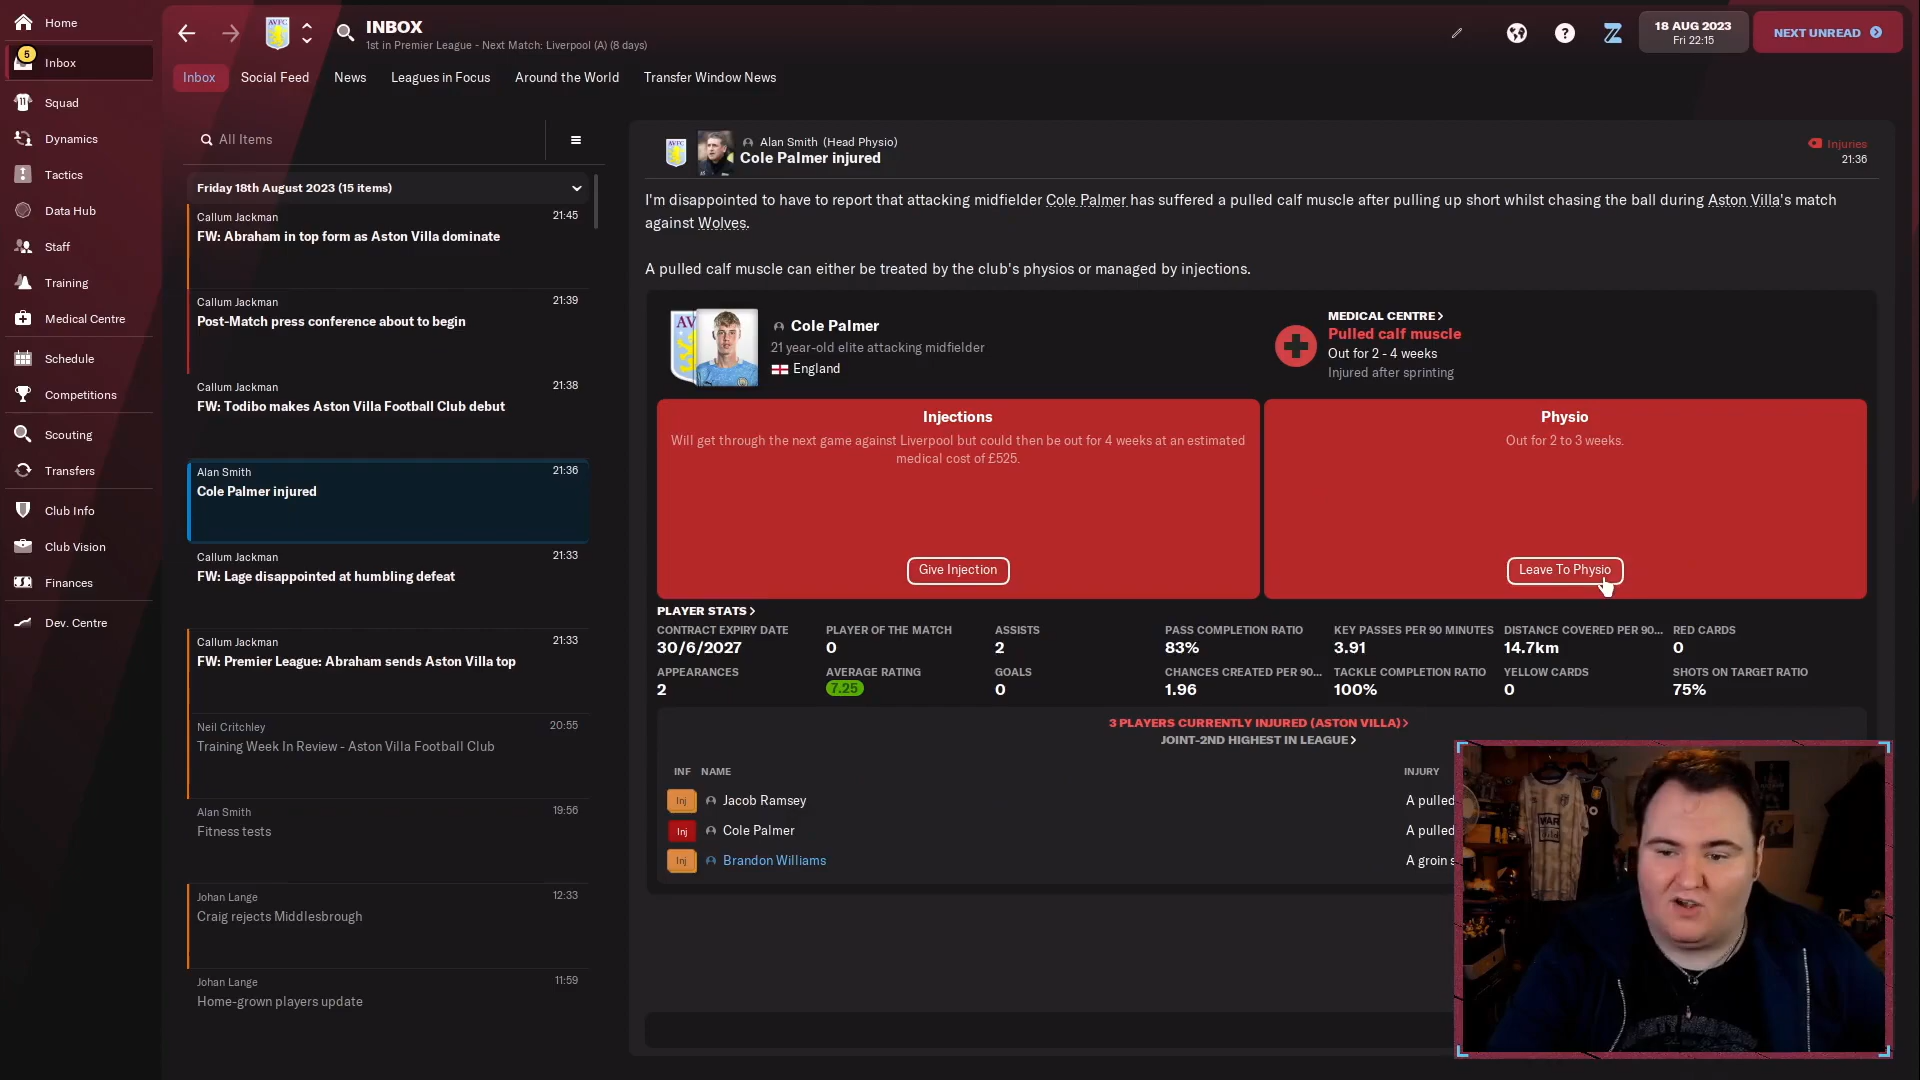 Home
5
Inbox
Squad
Dynamics
Tactics
Data Hub
Staff
Training
Medical Centre
Schedule
Competitions
Scouting
Transfers
Club Info
Club Vision
Finances
Dev. Centre
AVFC
INBOX
1st in Premier League - Next Match: Liverpool (A) (8 days)
18 AUG 2023
Fri 22:15
NEXT UNREAD
Inbox Social Feed News Leagues in Focus Around the World Transfer Window News
All Items
Friday 18th August 2023 (15 items)
Callum Jackman 21:45
FW: Abraham in top form as Aston Villa dominate
Callum Jackman 21:39
Post-Match press conference about to begin
Callum Jackman 21:38
FW: Todibo makes Aston Villa Football Club debut
Alan Smith 21:36
Cole Palmer injured
Callum Jackman 21:33
FW: Lage disappointed at humbling defeat
Callum Jackman 21:33
FW: Premier League: Abraham sends Aston Villa top
Neil Critchley 20:55
Training Week In Review - Aston Villa Football Club
Alan Smith 19:56
Fitness tests
Johan Lange 12:33
Craig rejects Middlesbrough
Johan Lange 11:59
Home-grown players update
AVFC
Alan Smith (Head Physio)
Cole Palmer injured
Injuries
21:36
I'm disappointed to have to report that attacking midfielder Cole Palmer has suffered a pulled calf muscle after pulling up short whilst chasing the ball during Aston Villa's match
against Wolves.
A pulled calf muscle can either be treated by the club's physios or managed by injections.
AV
Cole Palmer
21 year-old elite attacking midfielder
England
MEDICAL CENTRE >
Pulled calf muscle
Out for 2 - 4 weeks
Injured after sprinting
Injections
Will get through the next game against Liverpool but could then be out for 4 weeks at an estimated
medical cost of £525.
Give Injection
Physio
Out for 2 to 3 weeks.
Leave To Physio
PLAYER STATS >
CONTRACT EXPIRY DATE PLAYER OF THE MATCH ASSISTS PASS COMPLETION RATIO KEY PASSES PER 90 MINUTES DISTANCE COVERED PER 90... RED CARDS
30/6/2027 0 2 83% 3.91 14.7km 0
APPEARANCES AVERAGE RATING GOALS CHANCES CREATED PER 90... TACKLE COMPLETION RATIO YELLOW CARDS SHOTS ON TARGET RATIO
2 7.25 0 1.96 100% 0 75%
3 PLAYERS CURRENTLY INJURED (ASTON VILLA) >
JOINT-2ND HIGHEST IN LEAGUE >
INF NAME INJURY
Inj Jacob Ramsey A pulled
Inj Cole Palmer A pulled
Inj Brandon Williams A groin s
WAR